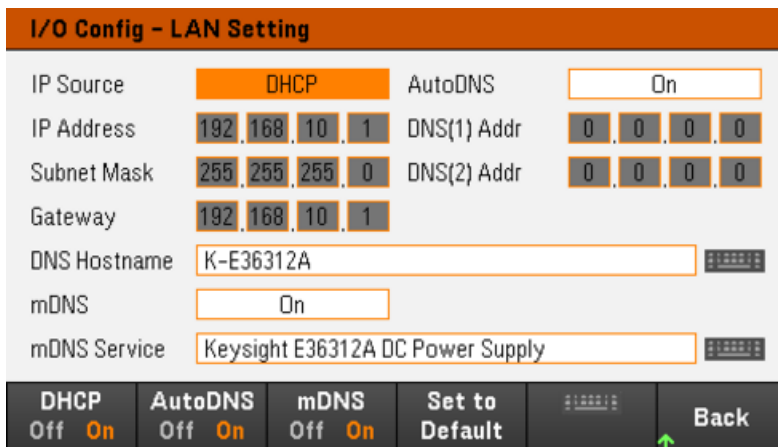 I/O Config - LAN Setting
IP Source DHCP AutoDNS On
IP Address 192.168.10.1 DNS(1) Addr 0.0.0.0
Subnet Mask 255.255.255.0 DNS(2) Addr 0.0.0.0
Gateway 192.168.10.1
DNS Hostname K-E36312A
mDNS On
mDNS Service Keysight E36312A DC Power Supply
DHCP AutoDNS mDNS Set to
Off On Off On Off On Default Back